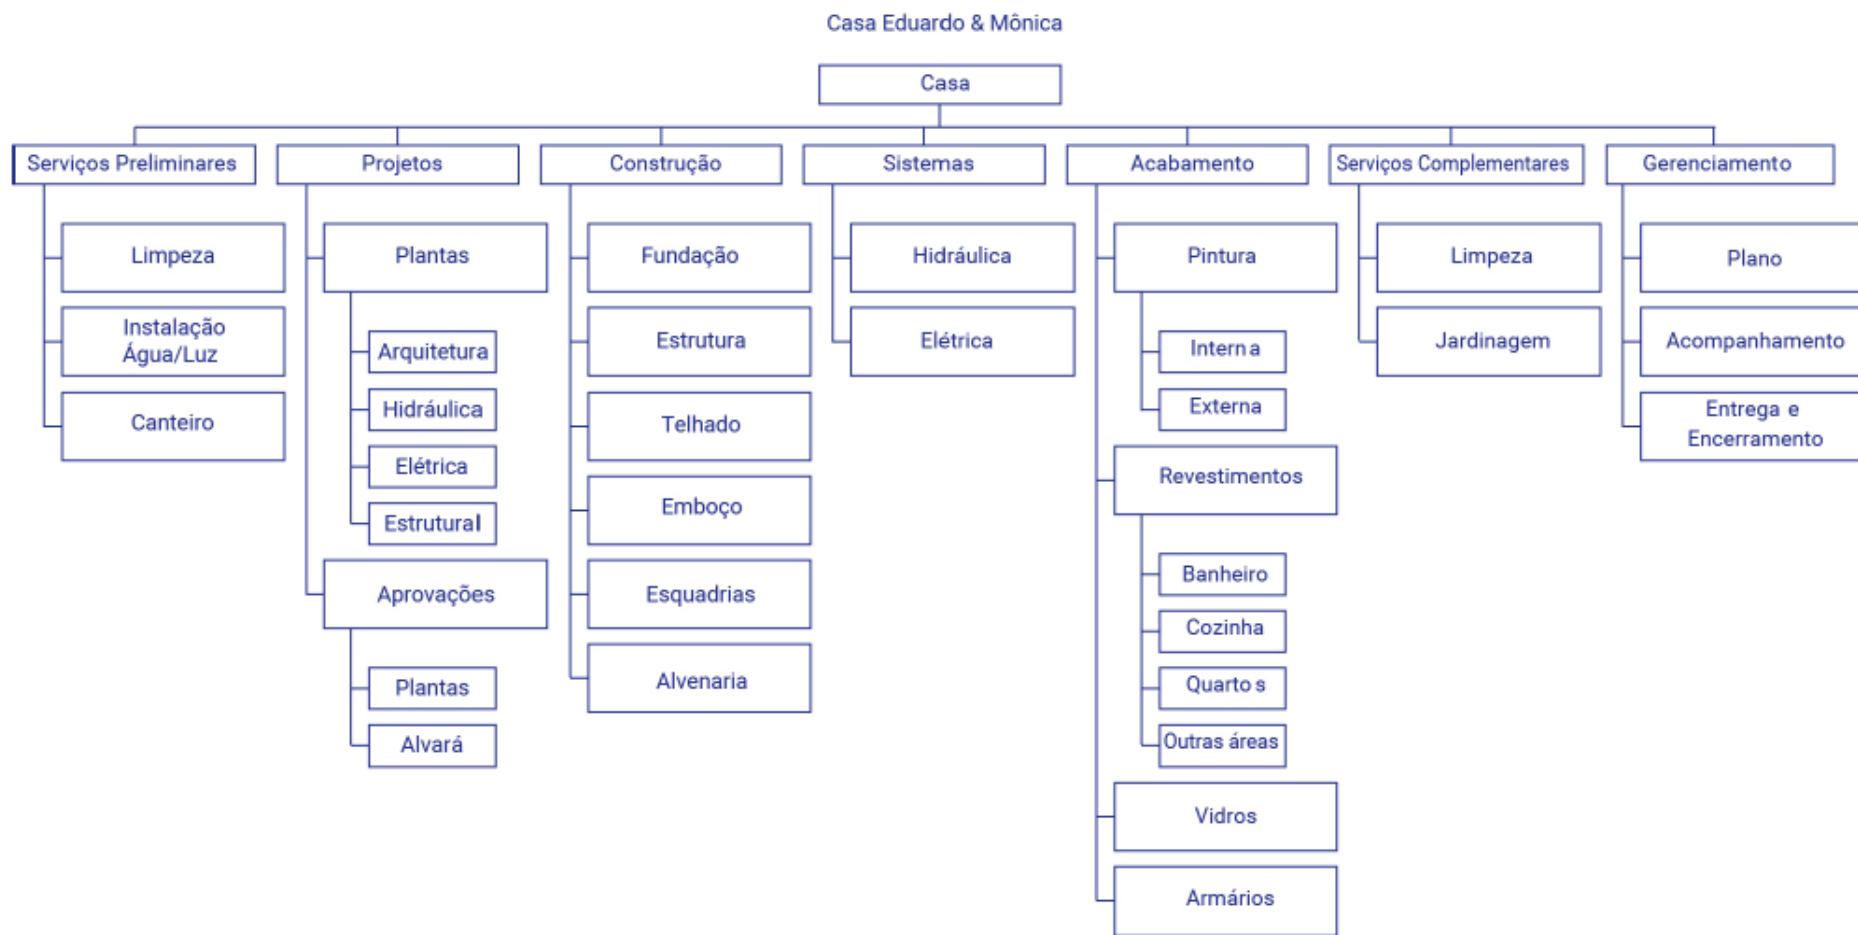 Casa Eduardo & Mônica
Casa
Serviços Preliminares
Limpeza
Instalação
Água/Luz
Canteiro
Projetos
Plantas
Arquitetura
Hidráulica
Elétrica
Estrutural
Aprovações
Plantas
Alvará
Construção
Fundação
Estrutura
Telhado
Emboço
Esquadrias
Alvenaria
Sistemas
Hidráulica
Elétrica
Acabamento
Pintura
Interna
Externa
Revestimentos
Banheiro
Cozinha
Quartos
Outras áreas
Vidros
Armários
Serviços Complementares
Limpeza
Jardinagem
Gerenciamento
Plano
Acompanhamento
Entrega e
Encerramento